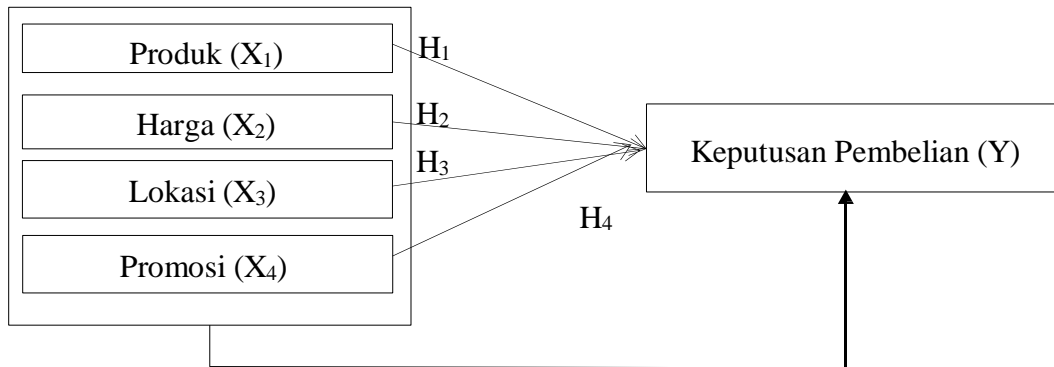 Produk (X₁)
H₁
Harga (X₂)
H₂
Keputusan Pembelian (Y)
H₃
Lokasi (X₃)
H₄
Promosi (X₄)